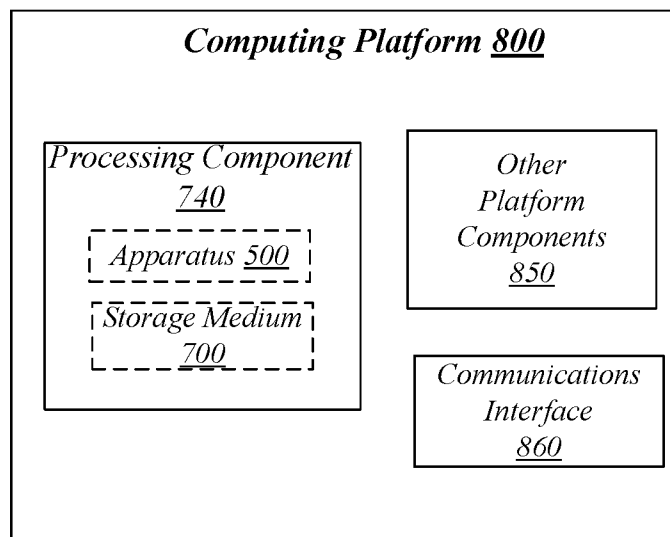 Computing Platform 800
Processing Component
740
Apparatus 500
Storage Medium
700
Other
Platform
Components
850
Communications
Interface
860